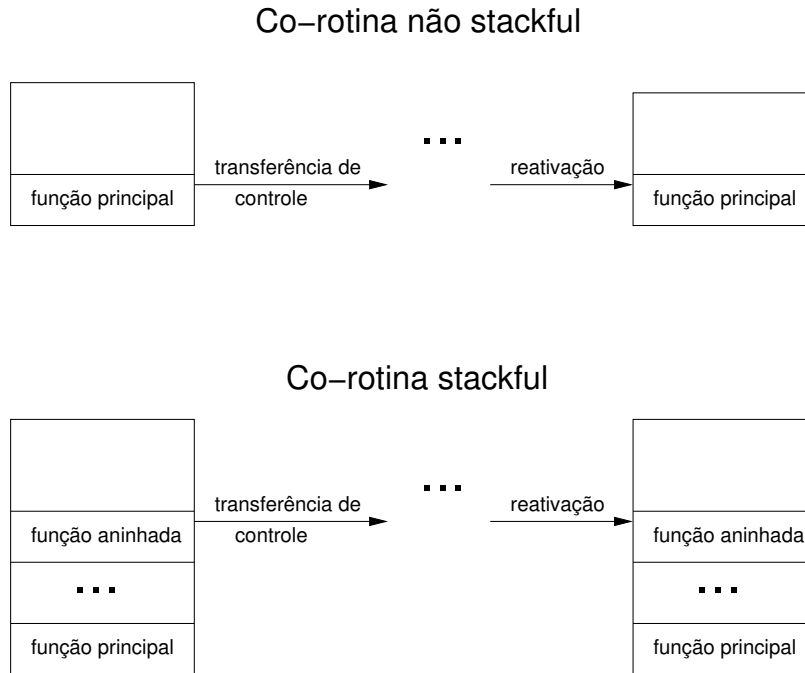 Co−rotina não stackful
transferência de
controle
...
reativação
função principal
função principal
Co−rotina stackful
transferência de
controle
...
reativação
função aninhada
função aninhada
...
...
função principal
função principal